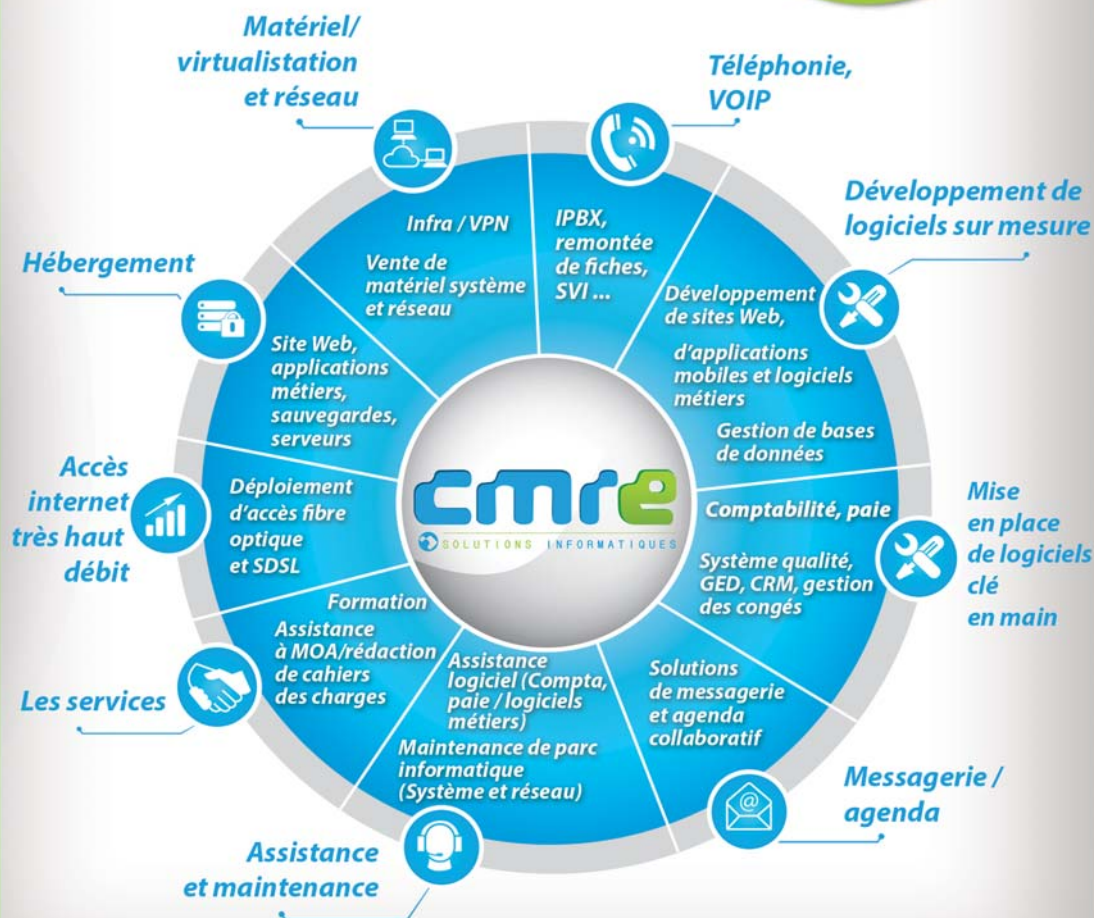 Matériel/
virtualistation
et réseau
Téléphonie,
VOIP
Développement de
logiciels sur mesure
Hébergement
Infra / VPN
Vente de
matériel système
et réseau
IPBX,
remontée
de fiches,
SVI ...
Développement
de sites Web,
d'applications
mobiles et logiciels
métiers
Gestion de bases
de données
Site Web,
applications
métiers,
sauvegardes,
serveurs
Accès
internet
très haut
débit
Déploiement
d'accès fibre
optique
et SDSL
cmre
SOLUTIONS INFORMATIQUES
Comptabilité, paie
Système qualité,
GED, CRM, gestion
des congés
Mise
en place
de logiciels
clé
en main
Les services
Formation
Assistance
à MOA/rédaction
de cahiers
des charges
Assistance
logiciel (Compta,
paie / logiciels
métiers)
Maintenance de parc
informatique
(Système et réseau)
Solutions
de messagerie
et agenda
collaboratif
@
Messagerie /
agenda
Assistance
et maintenance